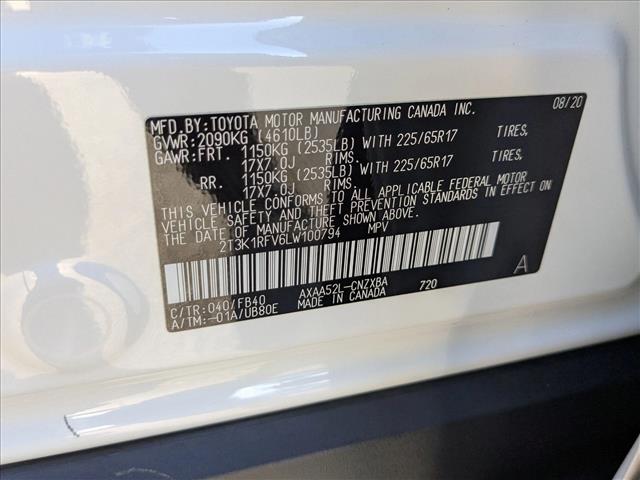 MFD.BY:TOYOTA MOTOR MANUFACTURING CANADA INC. 08/20
GVWR:2090KG (4610LB)
GAWR:FRT. 1150KG (2535LB) WITH 225/65R17 TIRES,
17X7.0J RIMS,
RR. 1150KG (2535LB) WITH 225/65R17 TIRES,
17X7.0J RIMS.
THIS VEHICLE CONFORMS TO ALL APPLICABLE FEDERAL MOTOR
VEHICLE SAFETY AND THEFT PREVENTION STANDARDS IN EFFECT ON
THE DATE OF MANUFACTURE SHOWN ABOVE.
2T3K1RFV6LW100794 MPV
C/TR:040/FB40 AXAA52L-CNZXBA 720 A
A/TM:-01A/UB80E MADE IN CANADA